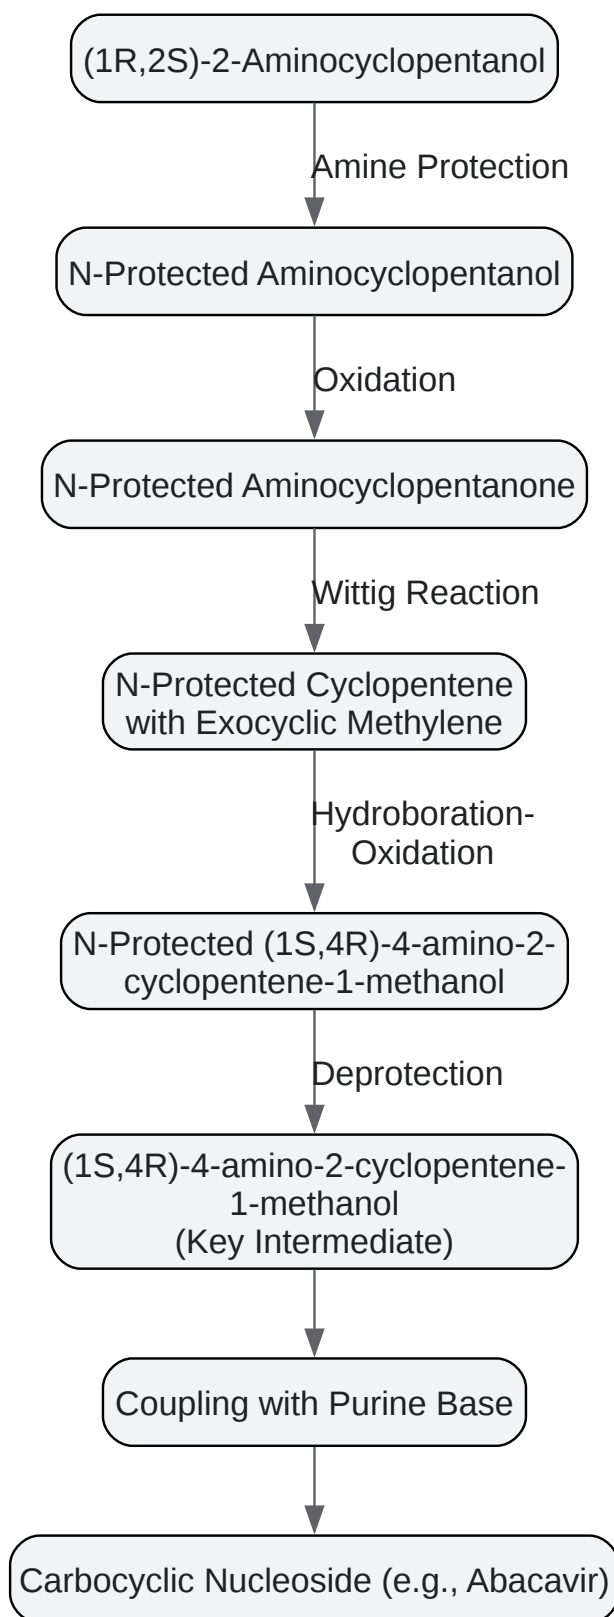 (1R,2S)-2-Aminocyclopentanol
Amine Protection
N-Protected Aminocyclopentanol
Oxidation
N-Protected Aminocyclopentanone
Wittig Reaction
N-Protected Cyclopentene
with Exocyclic Methylene
Hydroboration-
Oxidation
N-Protected (1S,4R)-4-amino-2-
cyclopentene-1-methanol
Deprotection
(1S,4R)-4-amino-2-cyclopentene-
1-methanol
(Key Intermediate)
Coupling with Purine Base
Carbocyclic Nucleoside (e.g., Abacavir)